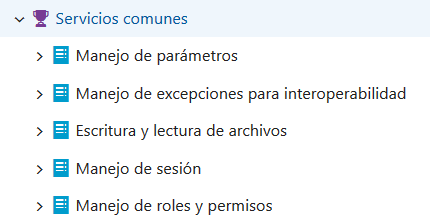 Servicios comunes
Manejo de parámetros
Manejo de excepciones para interoperabilidad
Escritura y lectura de archivos
Manejo de sesión
Manejo de roles y permisos